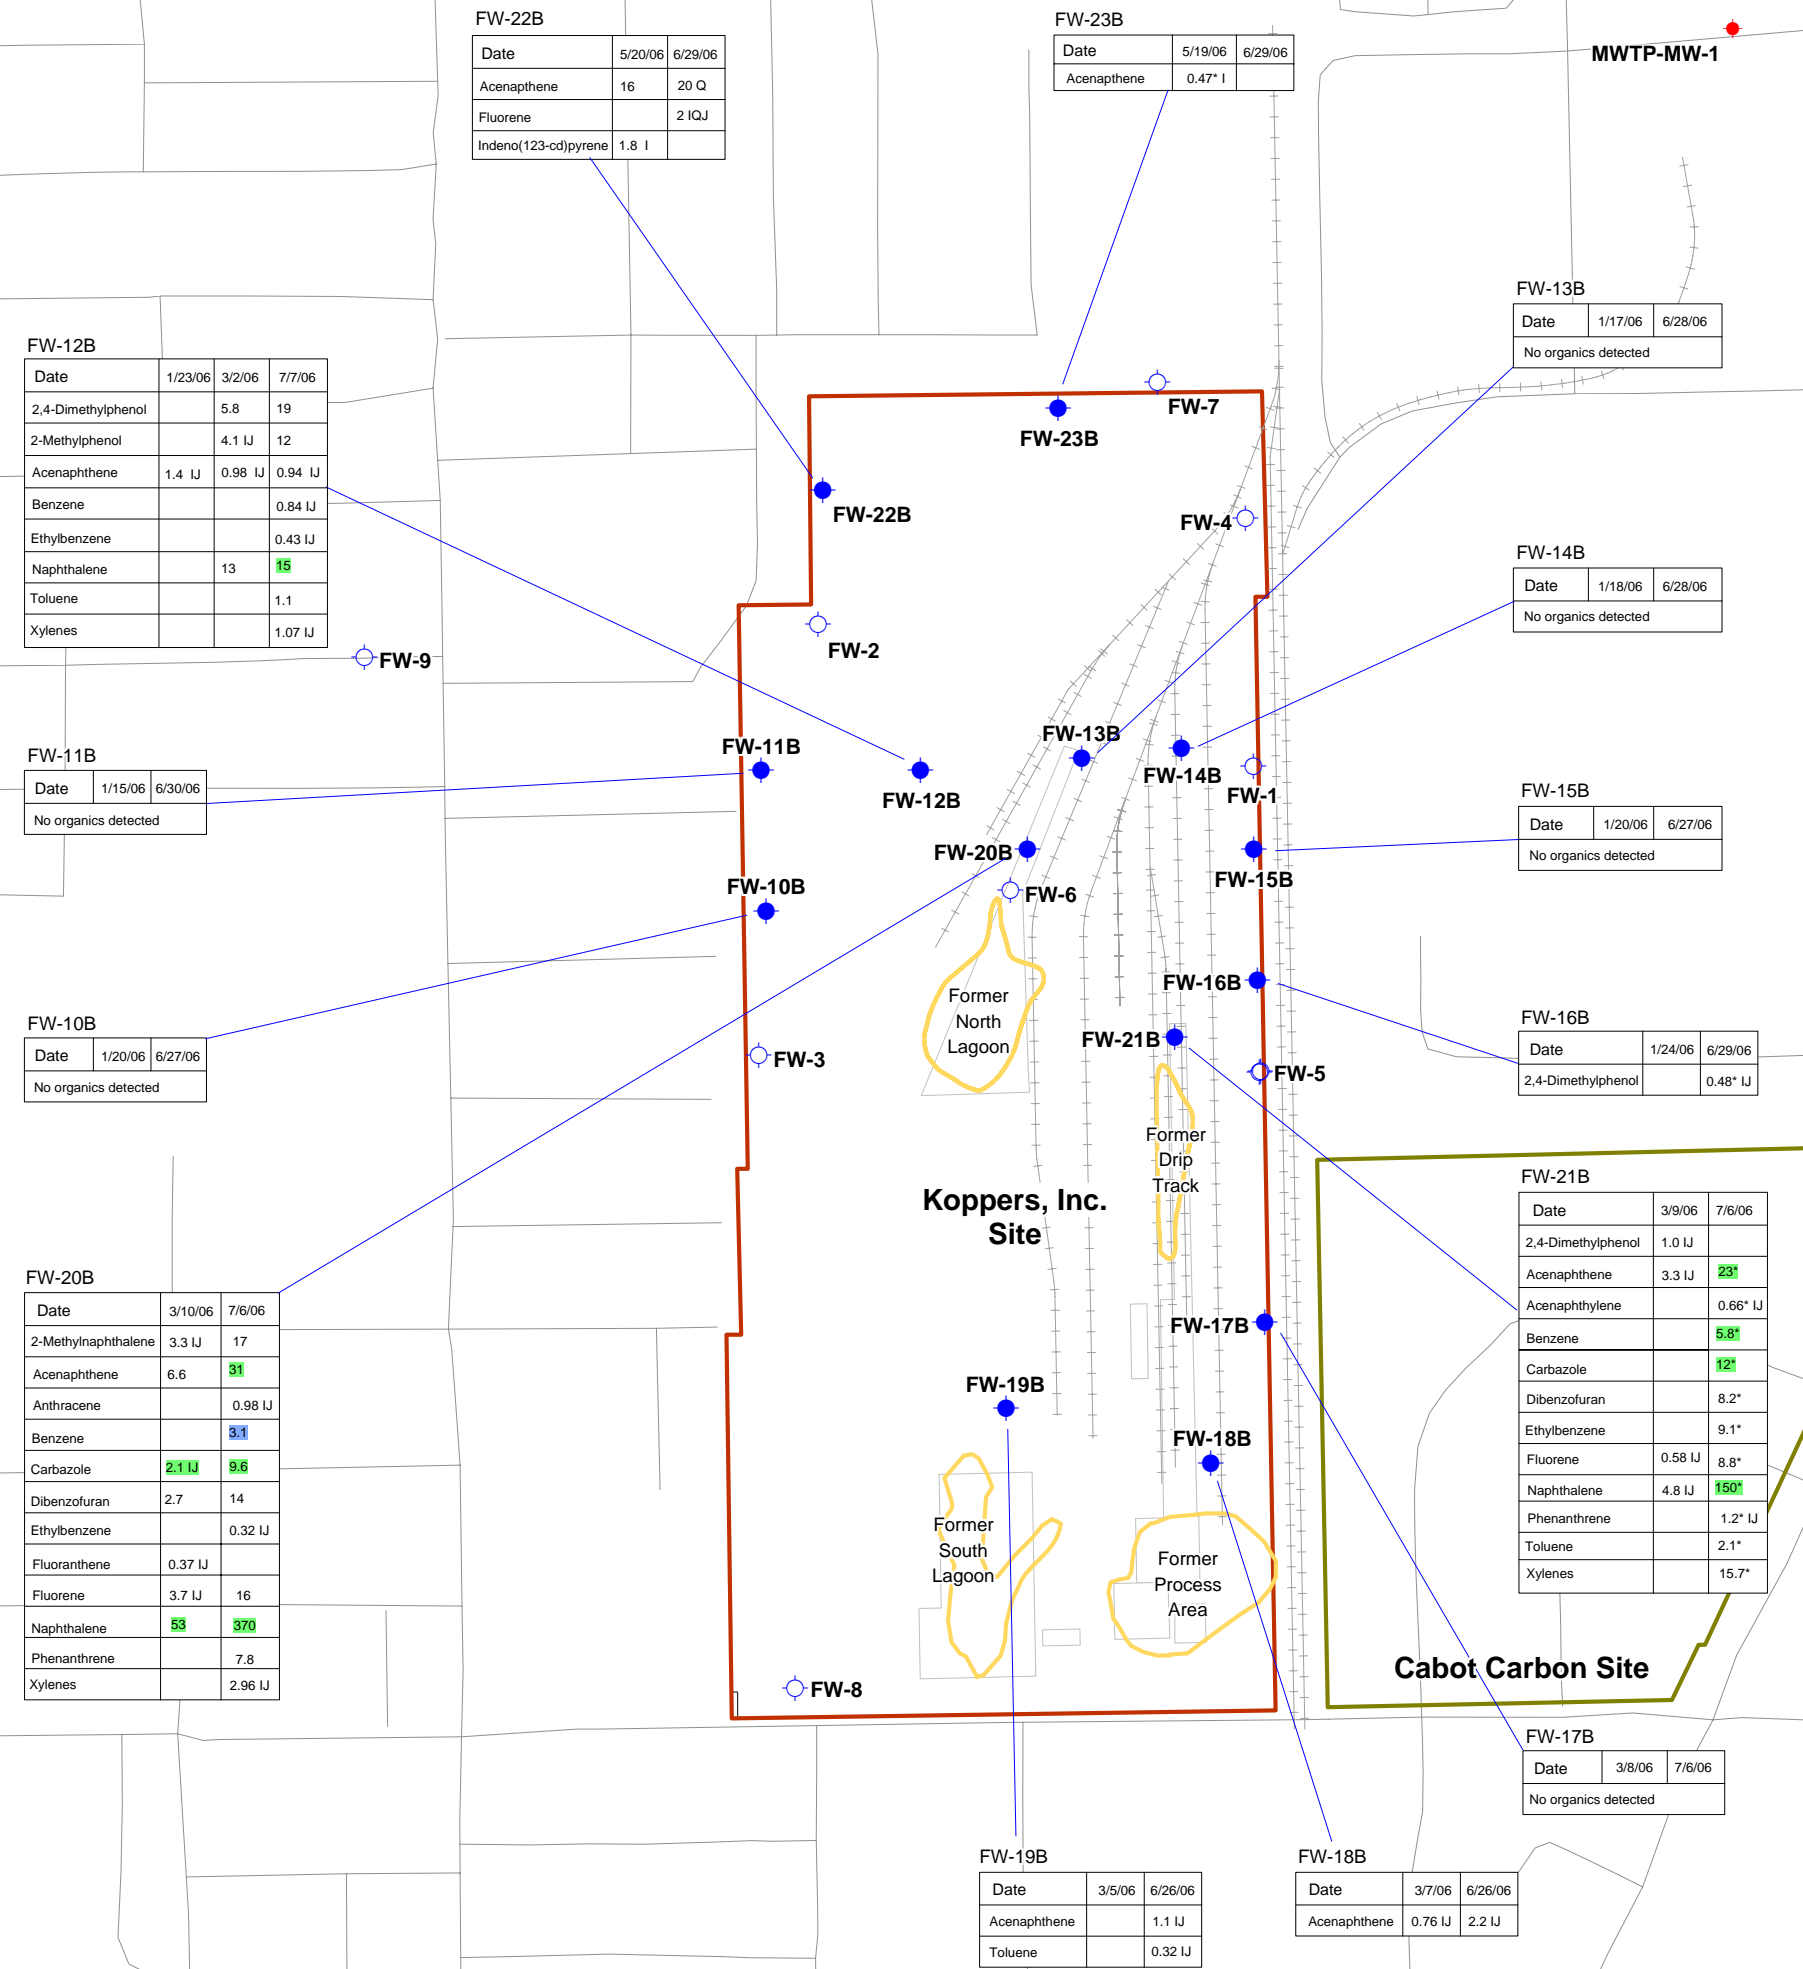 FW-22B
Date 5/20/06 6/29/06
Acenapthene 16 20 Q
Fluorene 2 IQJ
Indeno(123-cd)pyrene 1.8 I
FW-23B
Date 5/19/06 6/29/06
Acenapthene 0.47* I
MWTP-MW-1
FW-13B
Date 1/17/06 6/28/06
No organics detected
FW-12B
Date 1/23/06 3/2/06 7/7/06
2,4-Dimethylphenol 5.8 19
2-Methylphenol 4.1 IJ 12
Acenaphthene 1.4 IJ 0.98 IJ 0.94 IJ
Benzene 0.84 IJ
Ethylbenzene 0.43 IJ
Naphthalene 13 15
Toluene 1.1
Xylenes 1.07 IJ
FW-7
FW-23B
FW-22B
FW-4
FW-14B
Date 1/18/06 6/28/06
No organics detected
FW-2
FW-9
FW-11B
Date 1/15/06 6/30/06
No organics detected
FW-11B
FW-12B
FW-13B
FW-14B
FW-1
FW-15B
Date 1/20/06 6/27/06
No organics detected
FW-20B
FW-15B
FW-10B
FW-6
FW-10B
Date 1/20/06 6/27/06
No organics detected
FW-16B
FW-21B
Former
North
Lagoon
FW-3
FW-5
FW-16B
Date 1/24/06 6/29/06
2,4-Dimethylphenol 0.48* IJ
Former
Drip
Track
Koppers, Inc.
Site
FW-21B
Date 3/9/06 7/6/06
2,4-Dimethylphenol 1.0 IJ
Acenaphthene 3.3 IJ 23*
Acenaphthylene 0.66* IJ
Benzene 5.8*
Carbazole 12*
Dibenzofuran 8.2*
Ethylbenzene 9.1*
Fluorene 0.58 IJ 8.8*
Naphthalene 4.8 IJ 150*
Phenanthrene 1.2* IJ
Toluene 2.1*
Xylenes 15.7*
FW-20B
Date 3/10/06 7/6/06
2-Methylnaphthalene 3.3 IJ 17
Acenaphthene 6.6 31
Anthracene 0.98 IJ
Benzene 3.1
Carbazole 2.1 IJ 9.6
Dibenzofuran 2.7 14
Ethylbenzene 0.32 IJ
Fluoranthene 0.37 IJ
Fluorene 3.7 IJ 16
Naphthalene 53 370
Phenanthrene 7.8
Xylenes 2.96 IJ
FW-17B
FW-19B
FW-18B
Former
South
Lagoon
Former
Process
Area
FW-8
Cabot Carbon Site
FW-17B
Date 3/8/06 7/6/06
No organics detected
FW-19B
Date 3/5/06 6/26/06
Acenaphthene 1.1 IJ
Toluene 0.32 IJ
FW-18B
Date 3/7/06 6/26/06
Acenaphthene 0.76 IJ 2.2 IJ